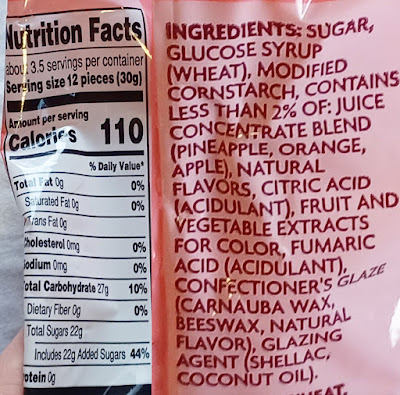 Nutrition Facts
about 3.5 servings per container
Serving size 12 pieces (30g)
Amount per serving
Calories 110
% Daily Value*
Total Fat 0g 0%
Saturated Fat 0g 0%
Trans Fat 0g
Cholesterol 0mg 0%
Sodium 0mg 0%
Total Carbohydrate 27g 10%
Dietary Fiber 0g 0%
Total Sugars 22g
Includes 22g Added Sugars 44%
Protein 0g
INGREDIENTS: SUGAR,
GLUCOSE SYRUP
(WHEAT), MODIFIED
CORNSTARCH, CONTAINS
LESS THAN 2% OF: JUICE
CONCENTRATE BLEND
(PINEAPPLE, ORANGE,
APPLE), NATURAL
FLAVORS, CITRIC ACID
(ACIDULANT), FRUIT AND
VEGETABLE EXTRACTS
FOR COLOR, FUMARIC
ACID (ACIDULANT),
CONFECTIONER'S GLAZE
(CARNAUBA WAX,
BEESWAX, NATURAL
FLAVOR), GLAZING
AGENT (SHELLAC,
COCONUT OIL).
WHEAT.